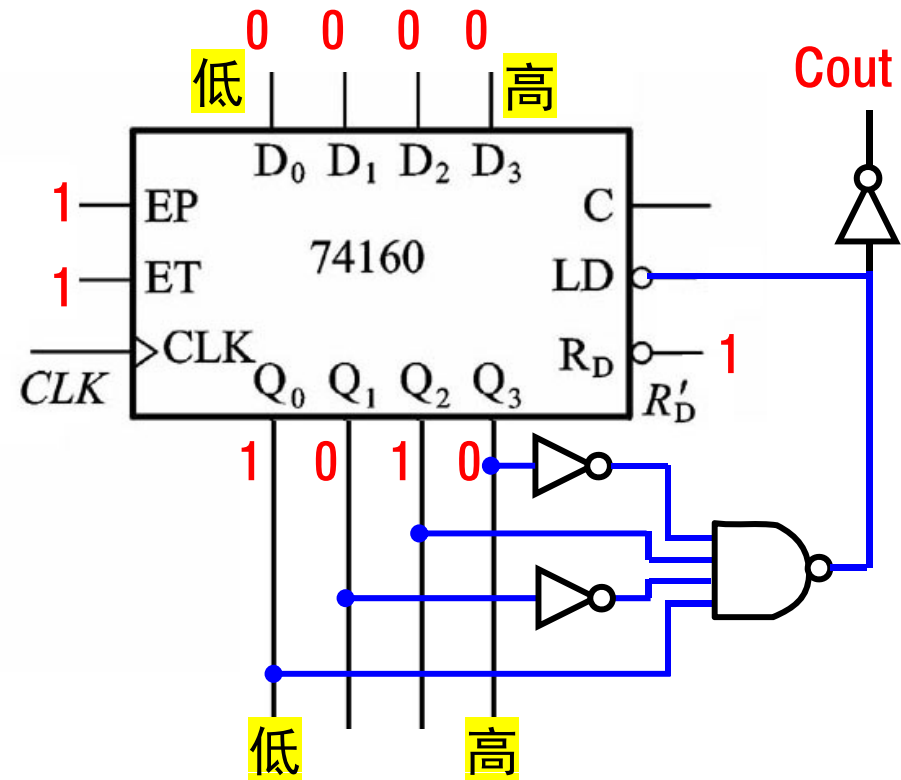 0 0 0 0
低 高
Cout
D0 D1 D2 D3
1 EP
C
74160
1 ET
LD
CLK
CLK
RD 1
Q0 Q1 Q2 Q3
R′D
1 0 1 0
低 高